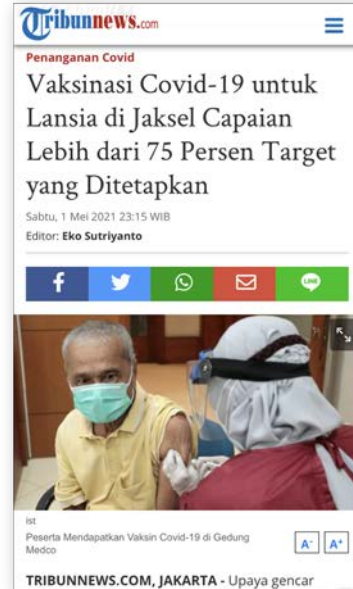 Tribunnews.com
Penanganan Covid
Vaksinasi Covid-19 untuk
Lansia di Jaksel Capaian
Lebih dari 75 Persen Target
yang Ditetapkan
Sabtu, 1 Mei 2021 23:15 WIB
Editor: Eko Sutriyanto
LINE
ist
Peserta Mendapatkan Vaksin Covid-19 di Gedung
Medco
A- A+
TRIBUNNEWS.COM, JAKARTA - Upaya gencar